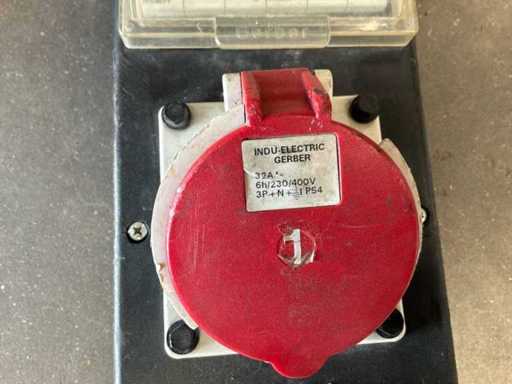 INDU-ELECTRIC
GERBER
32A ~
6h/230/400V
3P+N+⏚ IP54
1